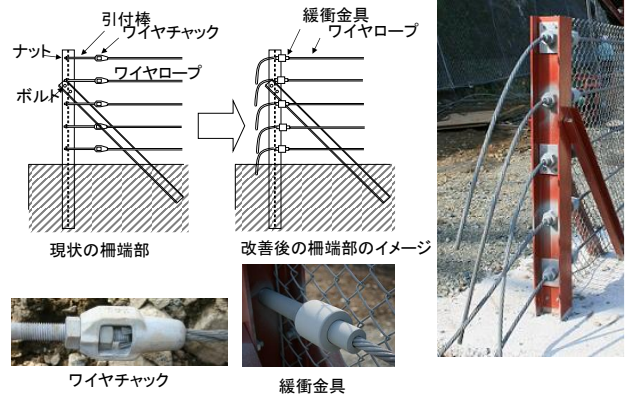 引付棒
ワイヤチャック
ナット
ワイヤロープ
ボルト
現状の柵端部
緩衝金具
ワイヤロープ
改善後の柵端部のイメージ
ワイヤチャック
緩衝金具